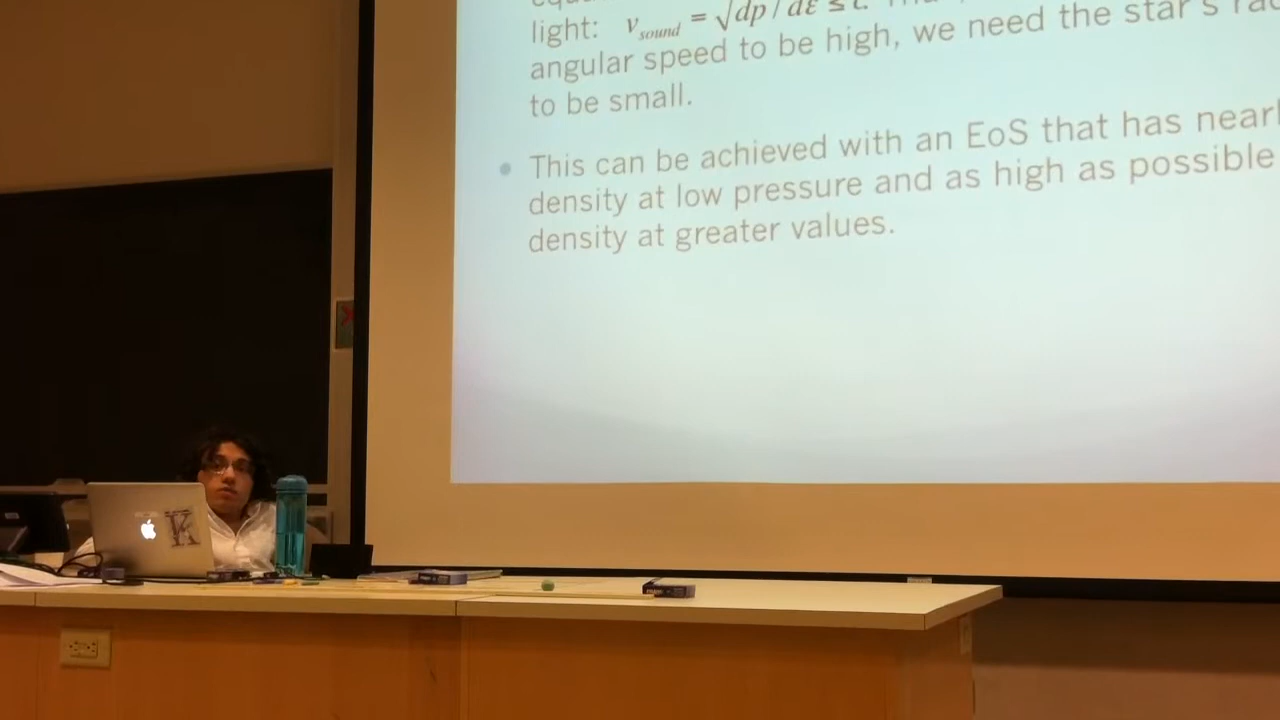 light: v_sound = √dp / dε ≤ c.
angular speed to be high, we need the star's
to be small.
• This can be achieved with an EoS that has
density at low pressure and as high as possible
density at greater values.
K